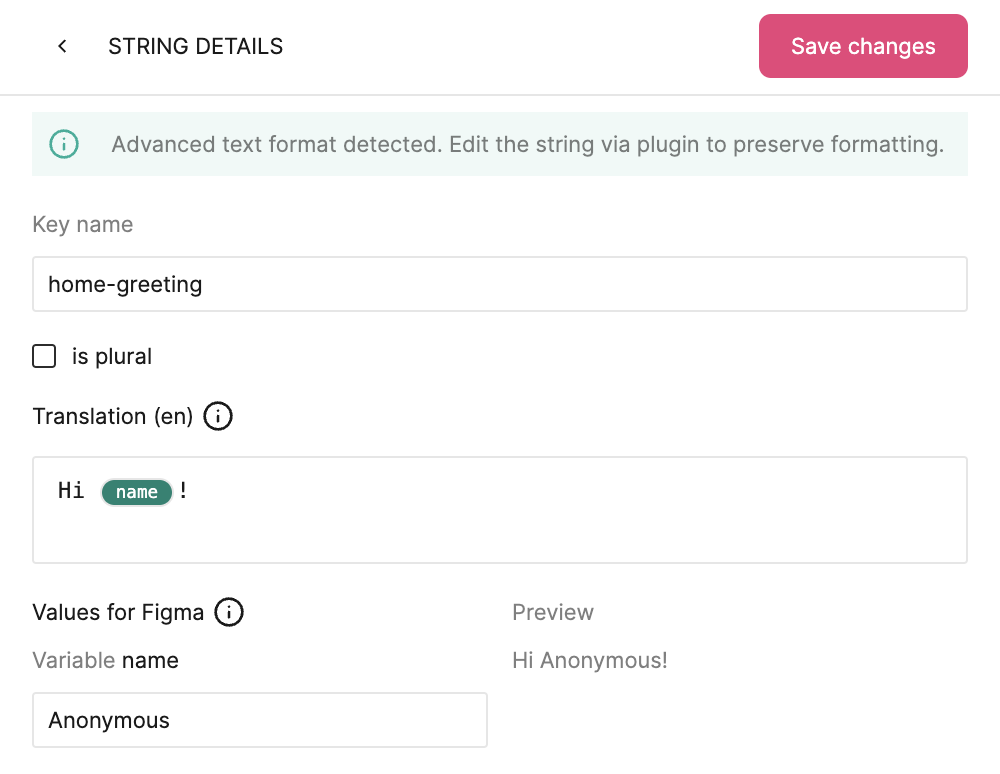 STRING DETAILS
Save changes
Advanced text format detected. Edit the string via plugin to preserve formatting.
Key name
home-greeting
is plural
Translation (en)
Hi name !
Values for Figma
Preview
Variable name
Hi Anonymous!
Anonymous